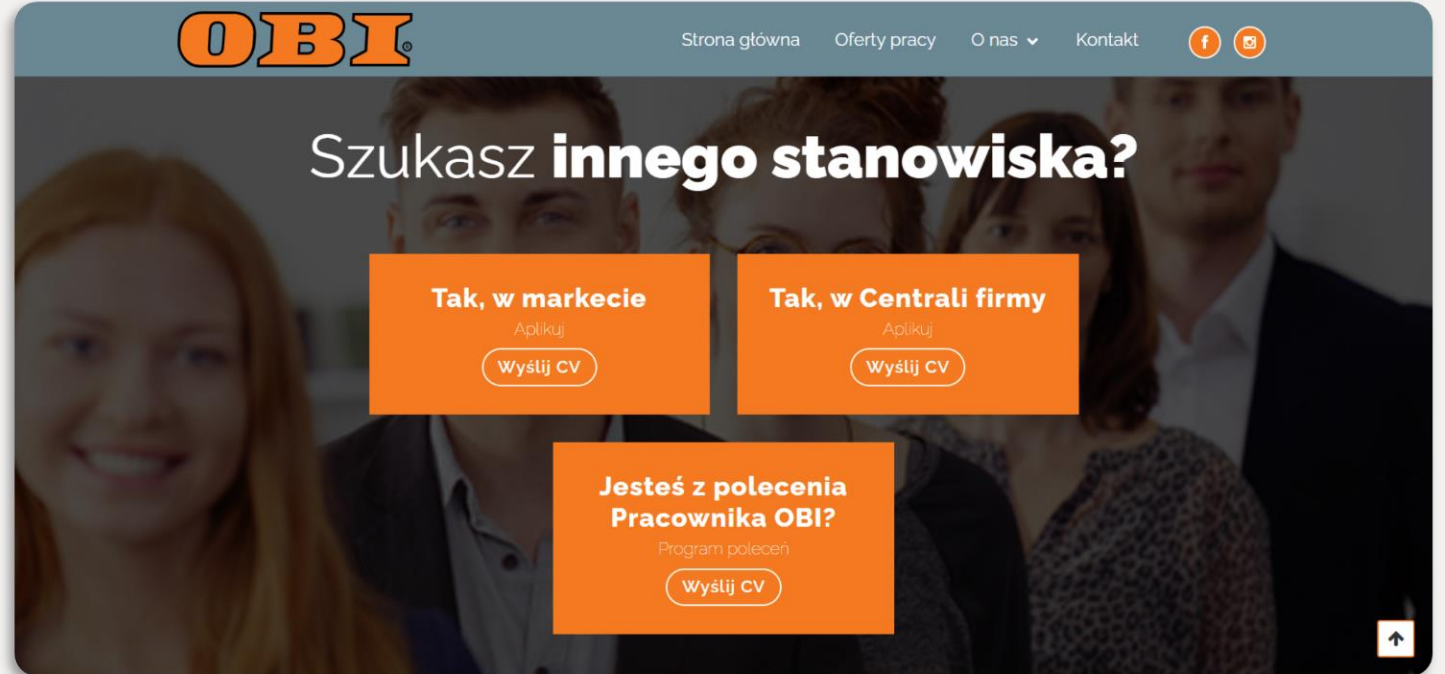 OBI
Strona główna Oferty pracy O nas Kontakt
Szukasz innego stanowiska?
Tak, w markecie
Aplikuj
Wyślij CV
Tak, w Centrali firmy
Aplikuj
Wyślij CV
Jesteś z polecenia
Pracownika OBI?
Program poleceń
Wyślij CV